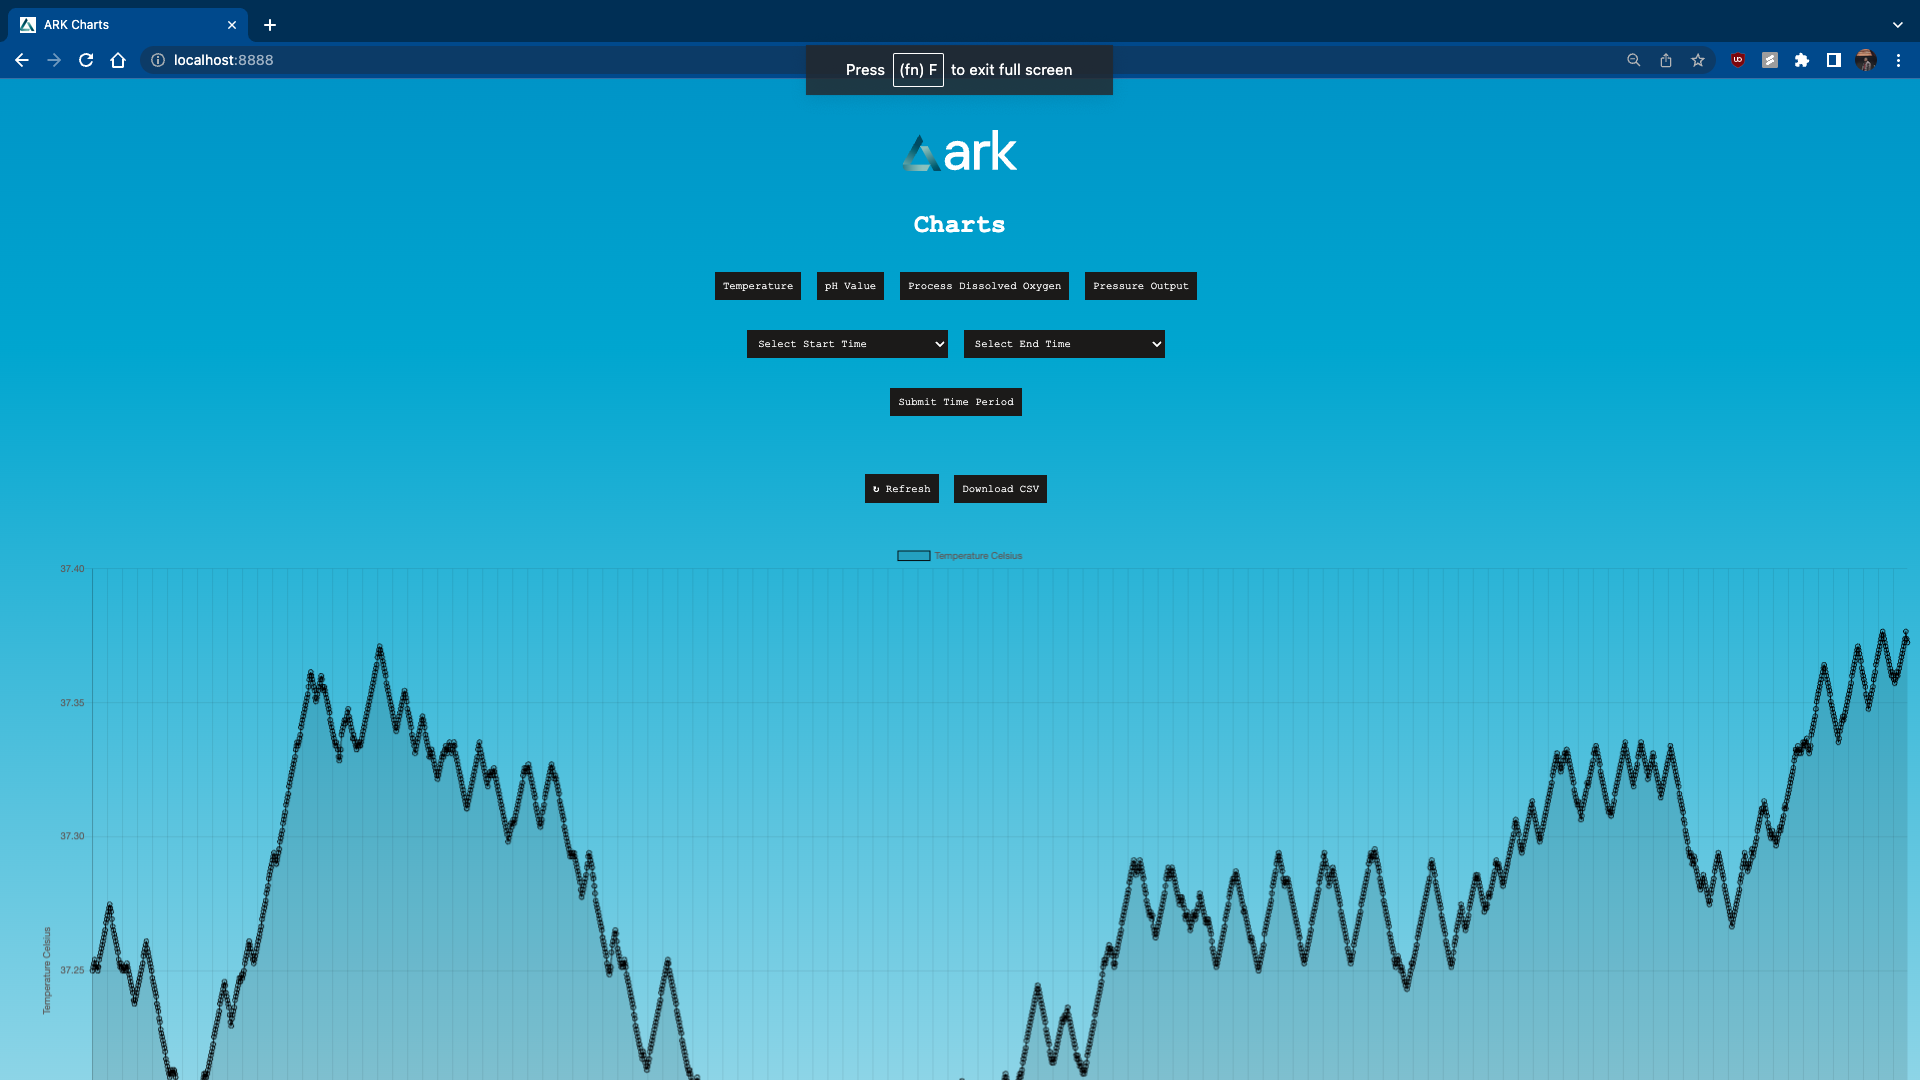 ARK Charts
localhost:8888
Press (fn) F to exit full screen
ark
Charts
Temperature pH Value Process Dissolved Oxygen Pressure Output
Select Start Time Select End Time
Submit Time Period
↻ Refresh Download CSV
Temperature Celsius
37.40
37.35
37.30
37.25
Temperature Celsius